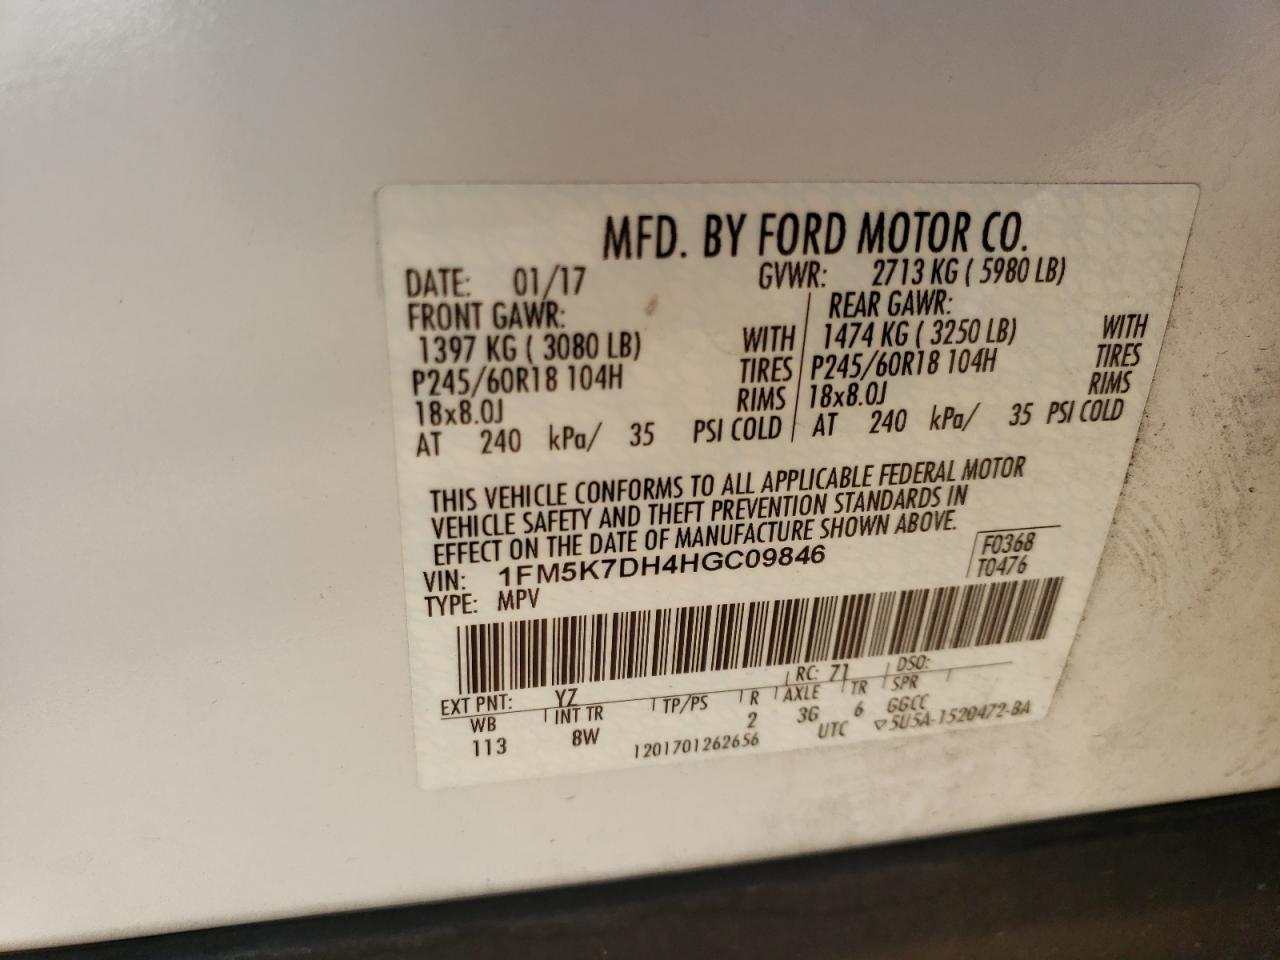 MFD. BY FORD MOTOR CO.
DATE: 01/17 GVWR: 2713 KG ( 5980 LB)
FRONT GAWR: REAR GAWR:
1397 KG ( 3080 LB) WITH 1474 KG ( 3250 LB) WITH
P245/60R18 104H TIRES P245/60R18 104H TIRES
18x8.0J RIMS 18x8.0J RIMS
AT 240 kPa/ 35 PSI COLD AT 240 kPa/ 35 PSI COLD
THIS VEHICLE CONFORMS TO ALL APPLICABLE FEDERAL MOTOR
VEHICLE SAFETY AND THEFT PREVENTION STANDARDS IN
EFFECT ON THE DATE OF MANUFACTURE SHOWN ABOVE.
VIN: 1FM5K7DH4HGC09846 F0368
TYPE: MPV T0476
EXT PNT: YZ RC: 71 DSO:
WB INT TR TP/PS R AXLE TR SPR
113 8W 2 3G 6 GGCC
1201701262656 UTC ▽5U5A-1520472-BA